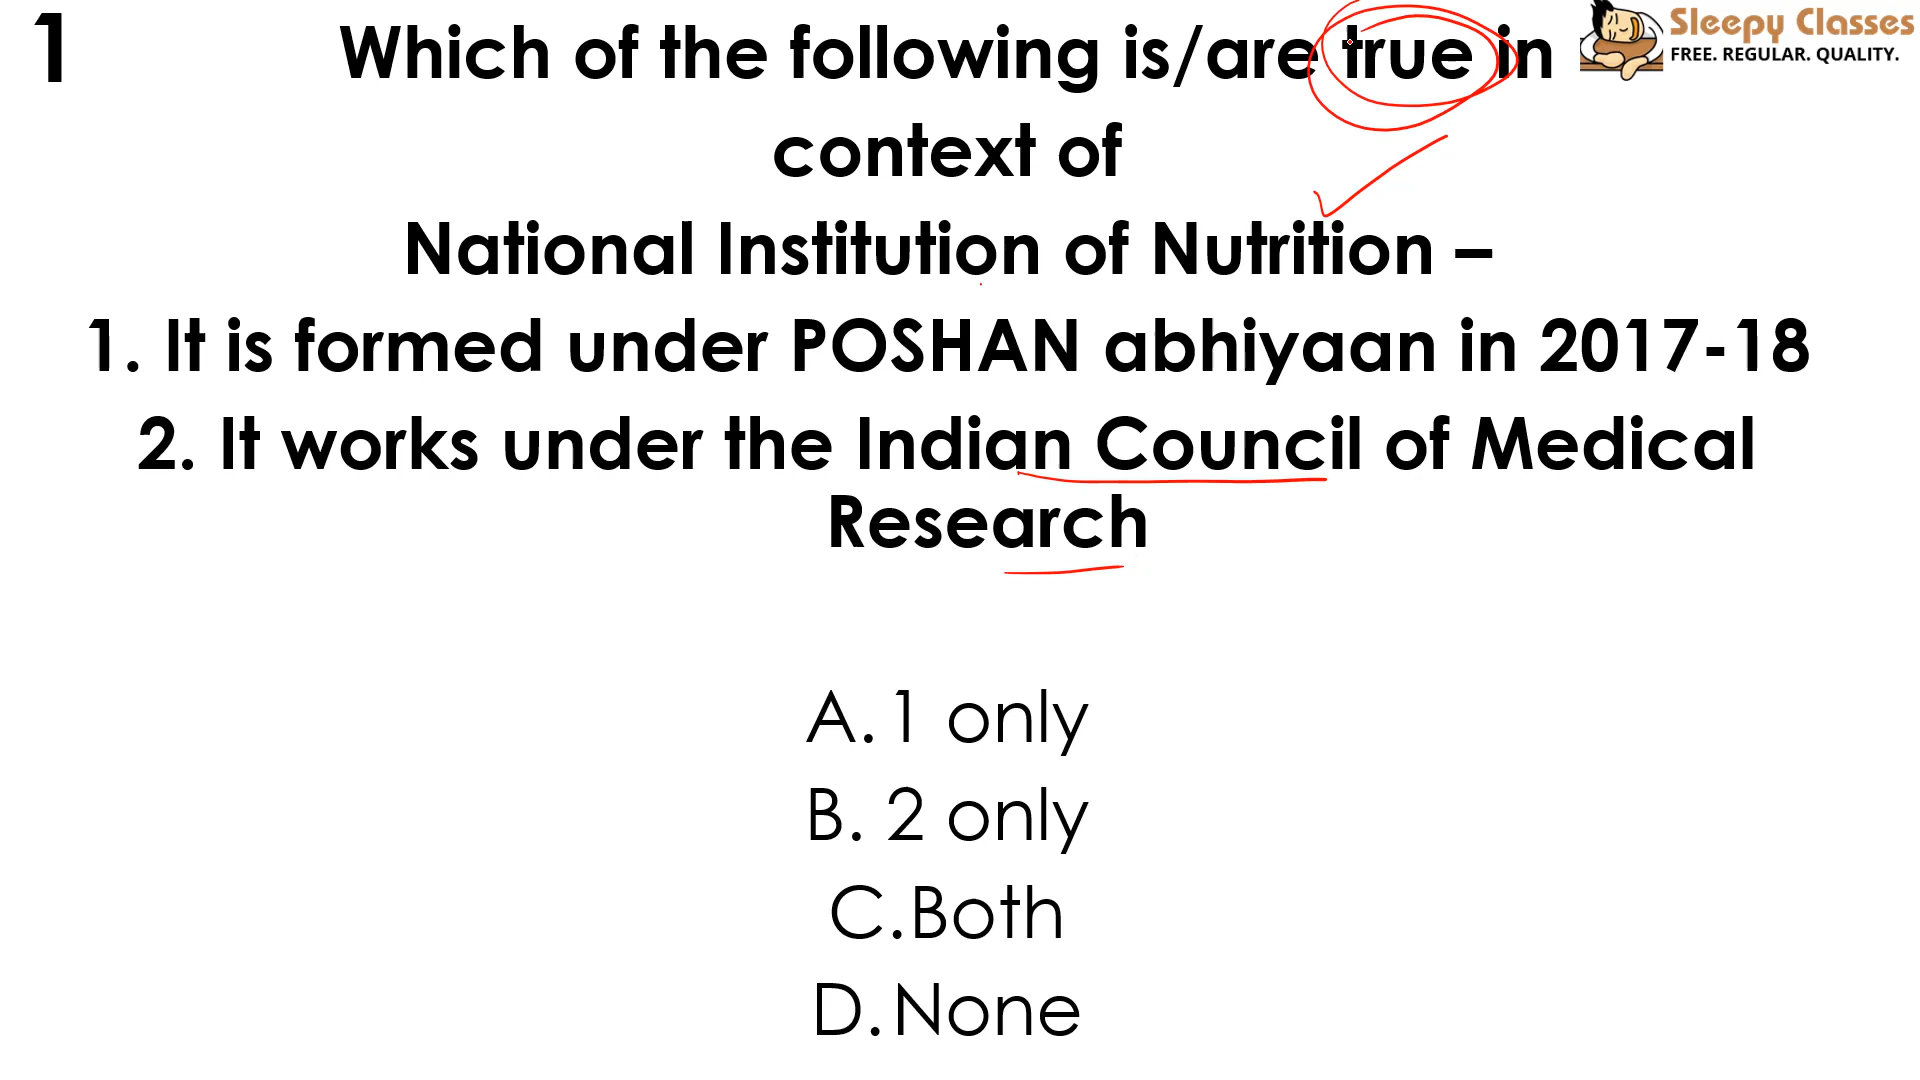 1
Which of the following is/are true in
Sleepy Classes
FREE. REGULAR. QUALITY.
context of
National Institution of Nutrition –
1. It is formed under POSHAN abhiyaan in 2017-18
2. It works under the Indian Council of Medical
Research
A. 1 only
B. 2 only
C. Both
D. None